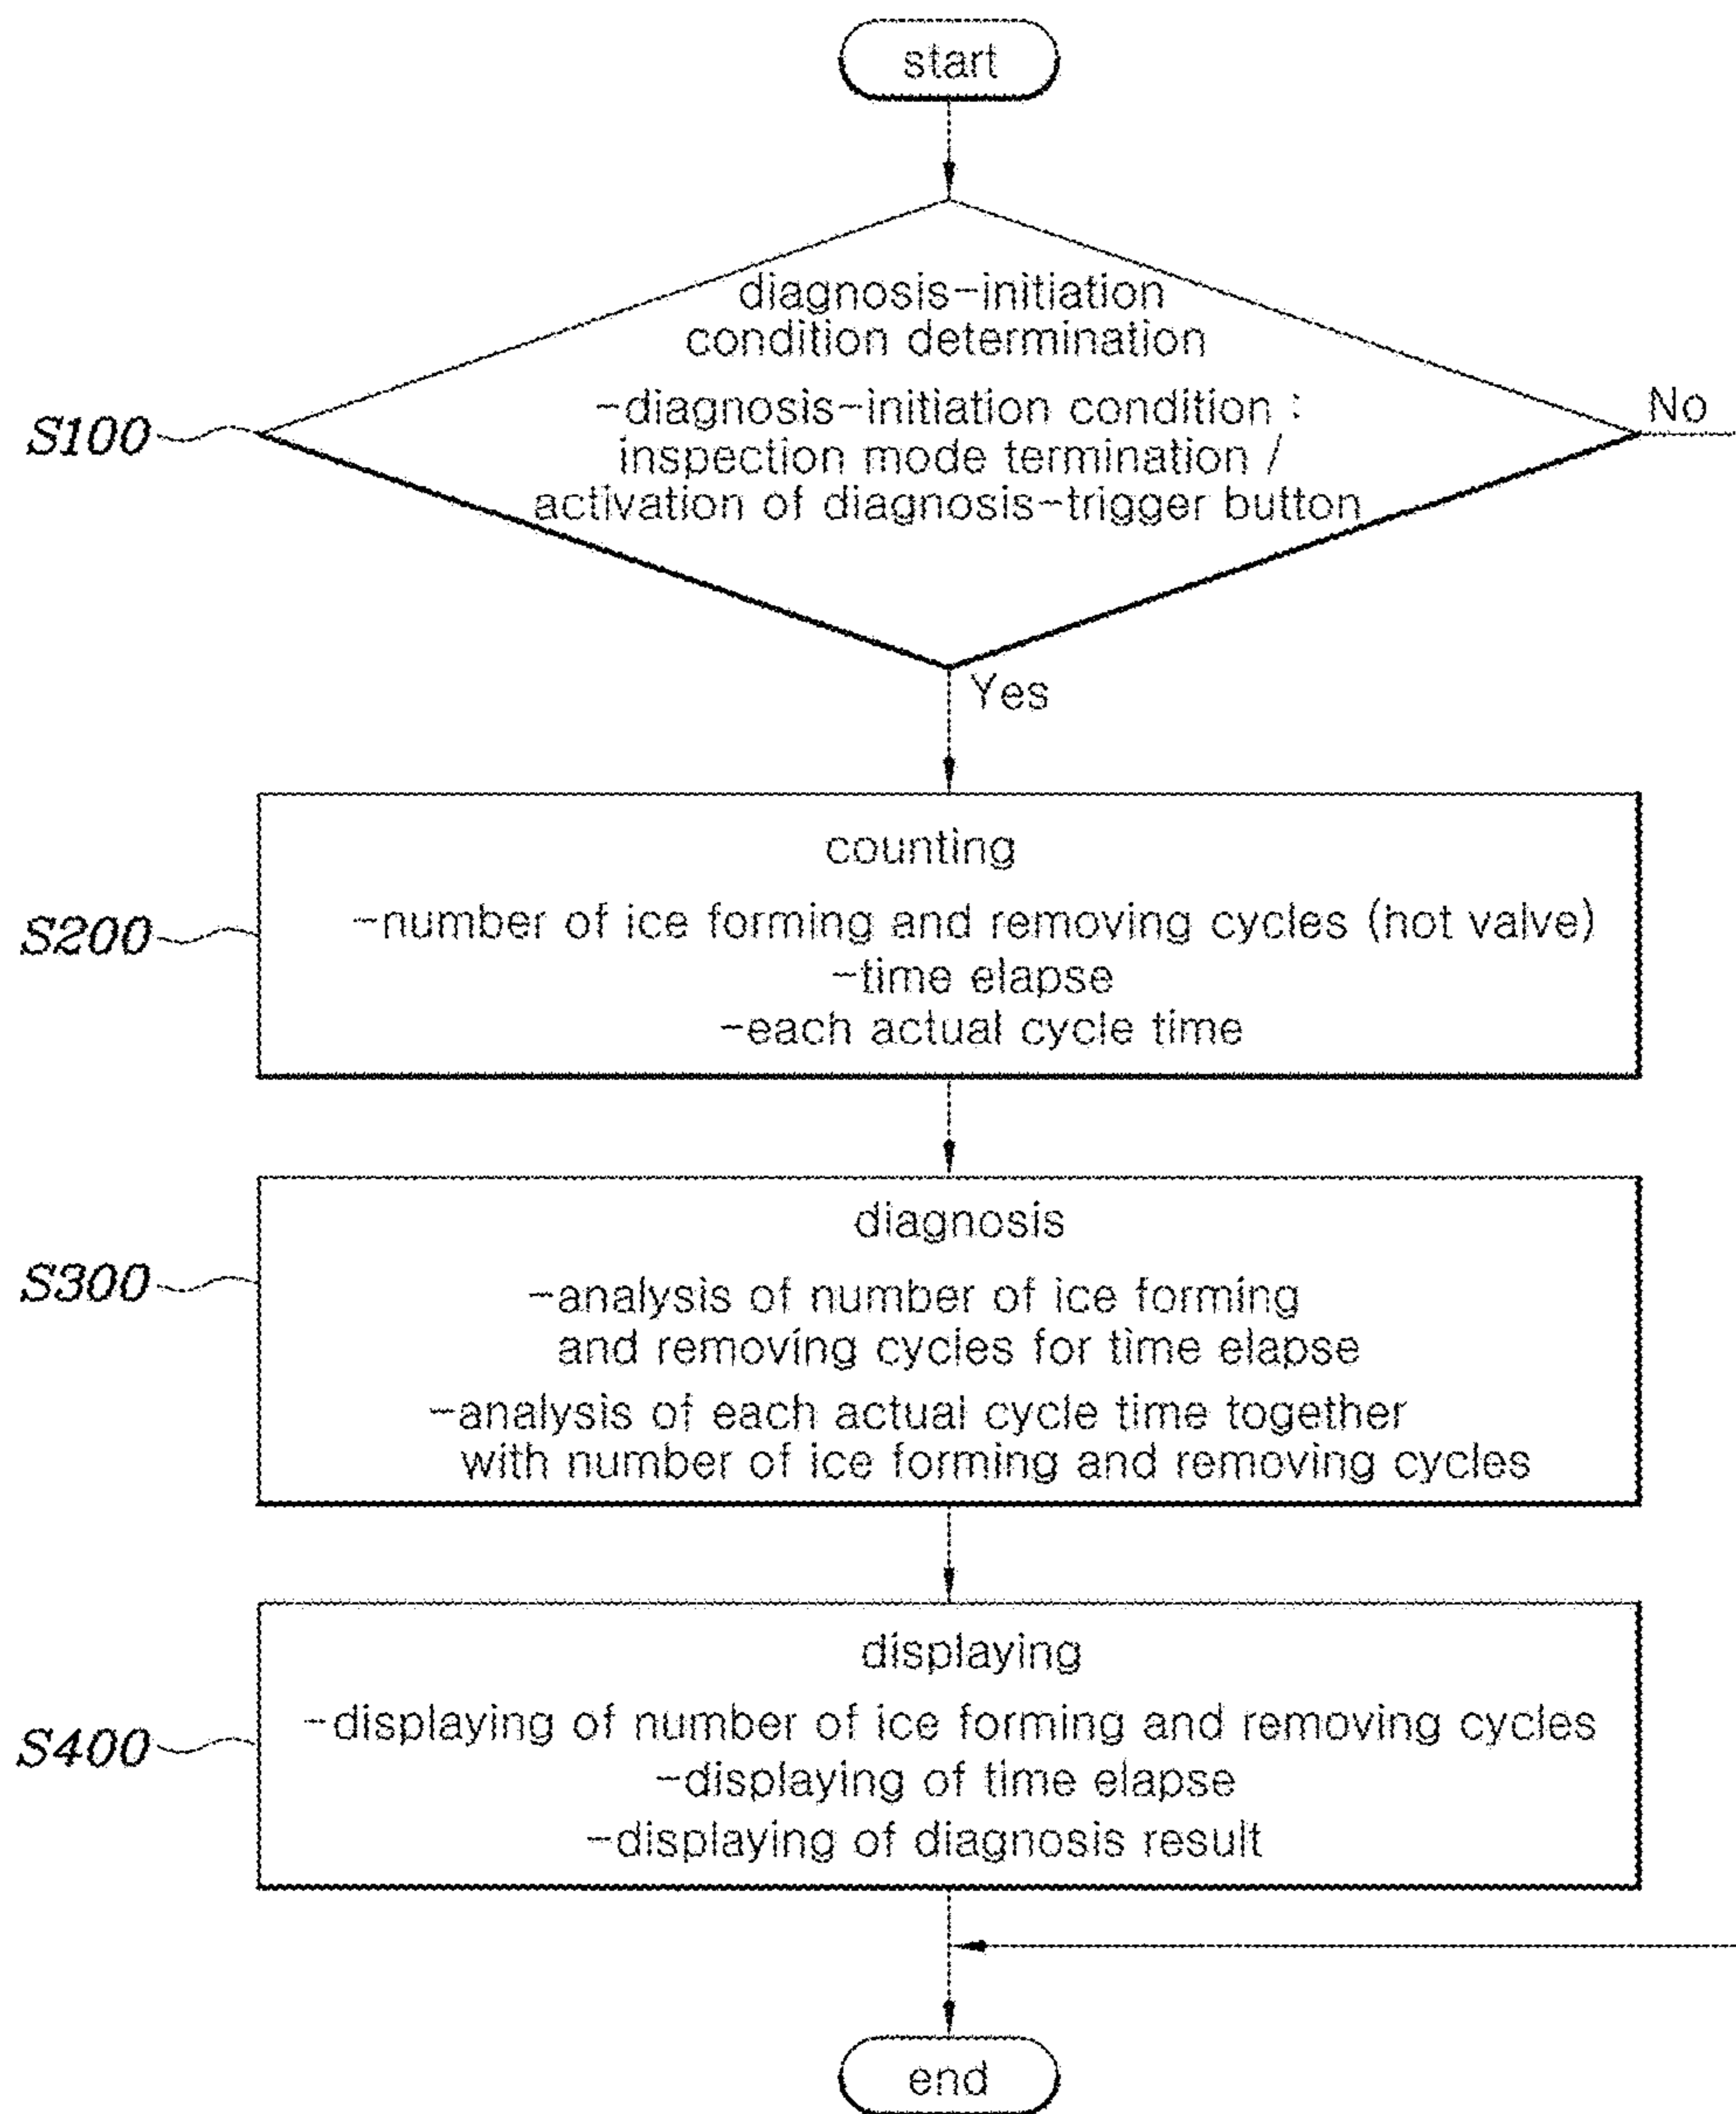 start
diagnosis-initiation
condition determination
-diagnosis-initiation condition :
inspection mode termination /
activation of diagnosis-trigger button
No
S100
Yes
counting
-number of ice forming and removing cycles (hot valve)
-time elapse
-each actual cycle time
S200
diagnosis
-analysis of number of ice forming
and removing cycles for time elapse
-analysis of each actual cycle time together
with number of ice forming and removing cycles
S300
displaying
-displaying of number of ice forming and removing cycles
-displaying of time elapse
-displaying of diagnosis result
S400
end